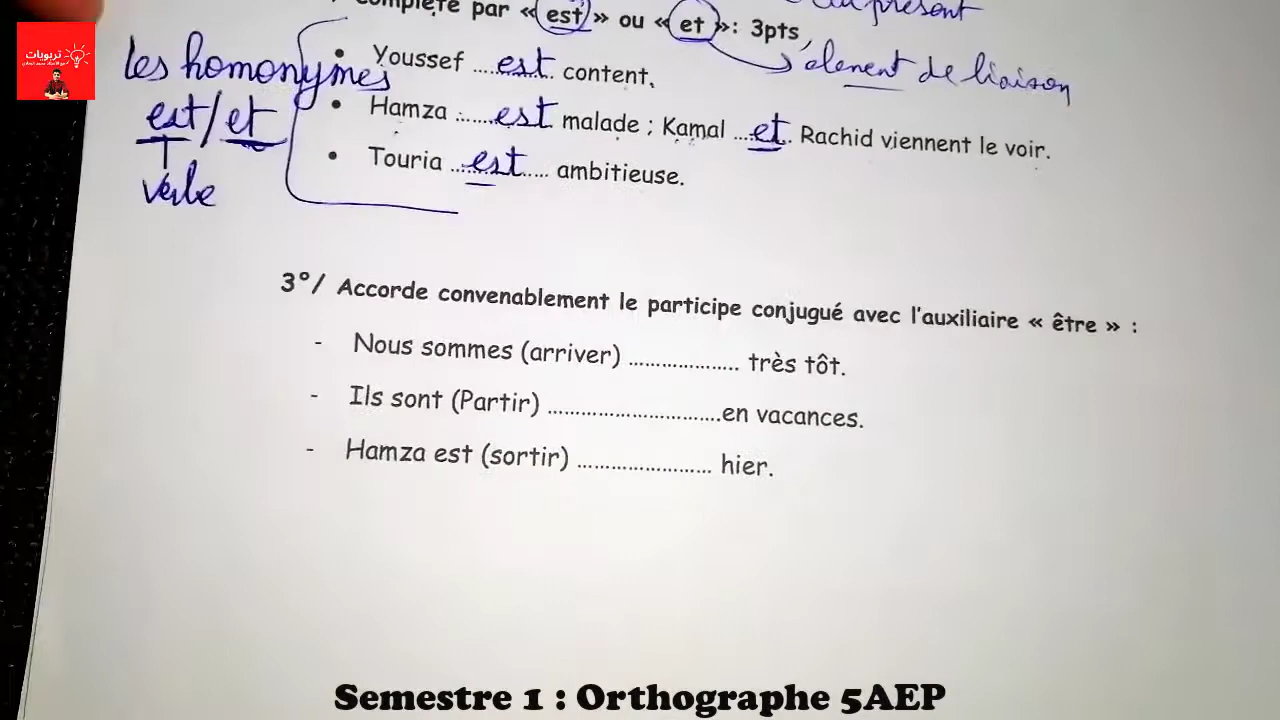 تربويات
complète par « est » ou « et »: 3pts
présent
élément de liaison
les homonymes
est/et
verbe
• Youssef .....est.... content.
• Hamza .......est.. malade ; Kamal ...et.. Rachid viennent le voir.
• Touria ...est..... ambitieuse.
3°/ Accorde convenablement le participe conjugué avec l'auxiliaire « être » :
- Nous sommes (arriver) ................... très tôt.
- Ils sont (Partir) ..............................en vacances.
- Hamza est (sortir) ....................... hier.
Semestre 1 : Orthographe 5AEP